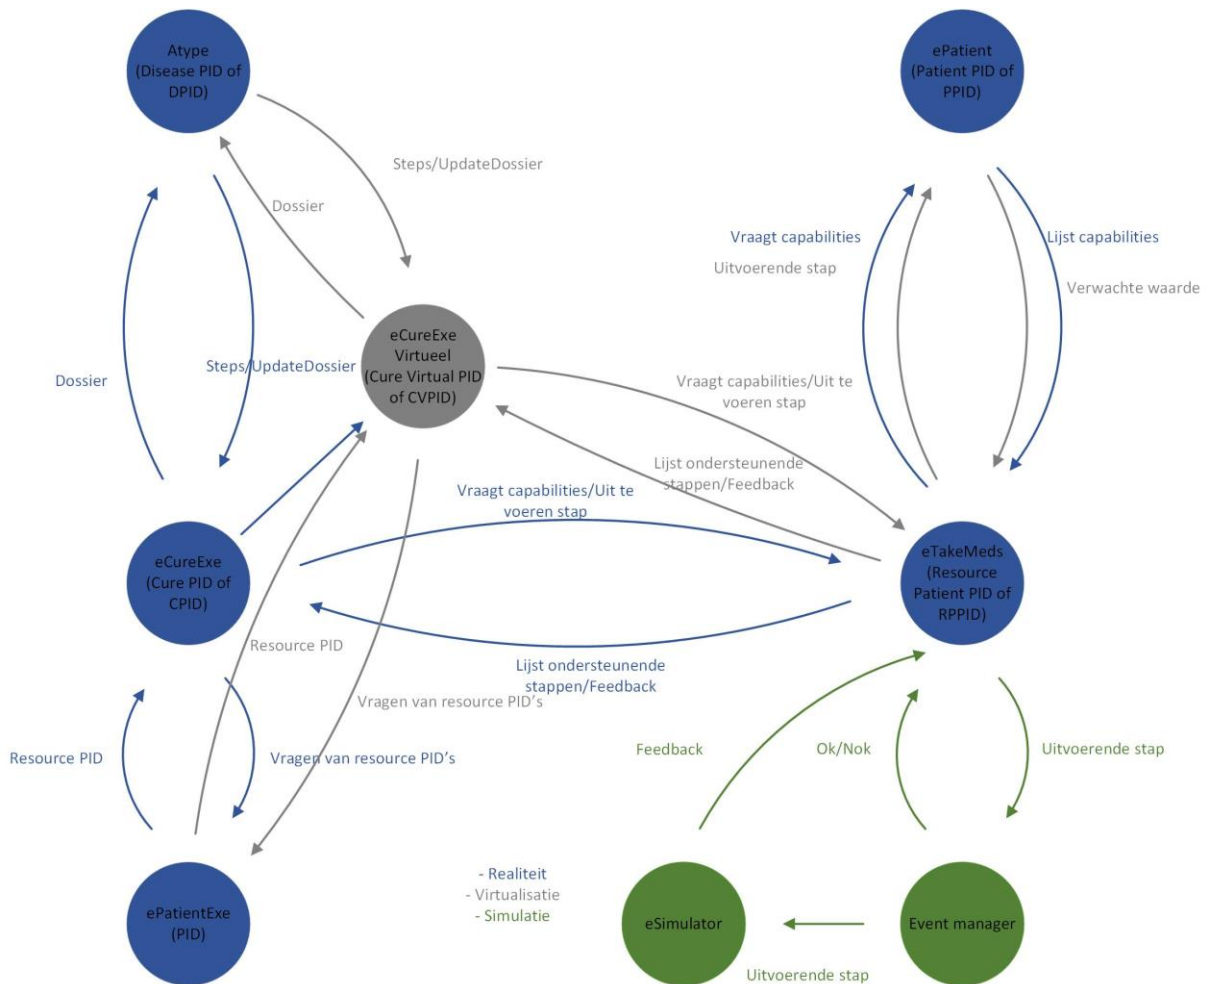 Atype
(Disease PID of
DPID)
ePatient
(Patient PID of
PPID)
Steps/UpdateDossier
Dossier
Vraagt capabilities
Lijst capabilities
Uitvoerende stap
Verwachte waarde
eCureExe
Virtueel
(Cure Virtual PID
of CVPID)
Dossier
Steps/UpdateDossier
Vraagt capabilities/Uit te
voeren stap
Lijst ondersteunende
stappen/Feedback
Vraagt capabilities/Uit te
voeren stap
eCureExe
(Cure PID of
CPID)
eTakeMeds
(Resource
Patient PID of
RPPID)
Resource PID
Lijst ondersteunende
stappen/Feedback
Vragen van resource PID's
Resource PID
Vragen van resource PID's
Feedback
Ok/Nok
Uitvoerende stap
- Realiteit
- Virtualisatie
- Simulatie
ePatientExe
(PID)
eSimulator
Event manager
Uitvoerende stap